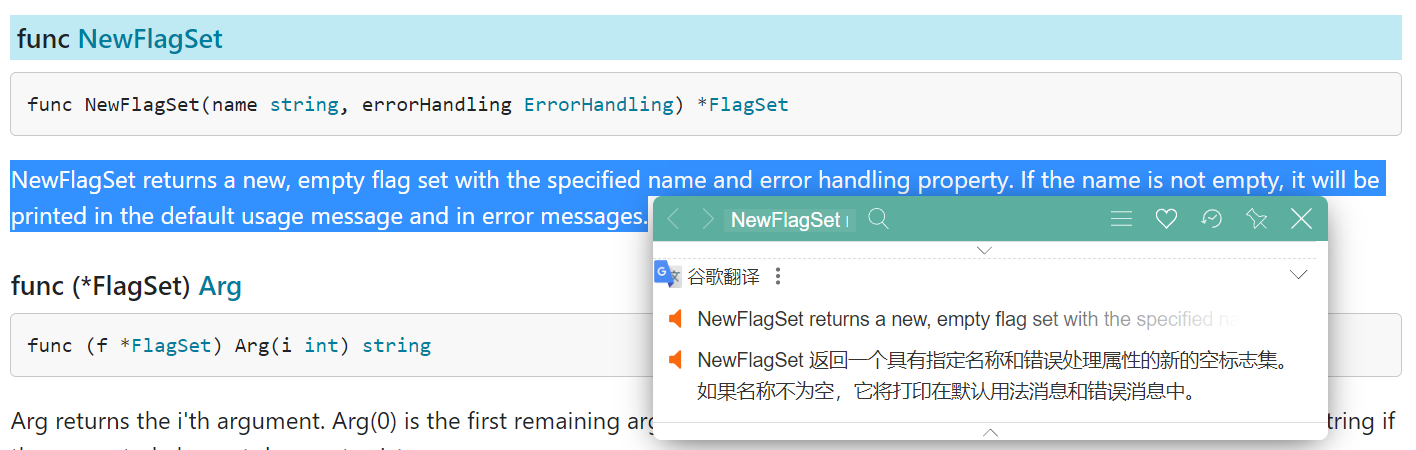 func NewFlagSet
func NewFlagSet(name string, errorHandling ErrorHandling) *FlagSet
NewFlagSet returns a new, empty flag set with the specified name and error handling property. If the name is not empty, it will be
printed in the default usage message and in error messages.
NewFlagSet
谷歌翻译
NewFlagSet returns a new, empty flag set with the specified
NewFlagSet 返回一个具有指定名称和错误处理属性的新的空标志集。
如果名称不为空，它将打印在默认用法消息和错误消息中。
func (*FlagSet) Arg
func (f *FlagSet) Arg(i int) string
Arg returns the i'th argument. Arg(0) is the first remaining if